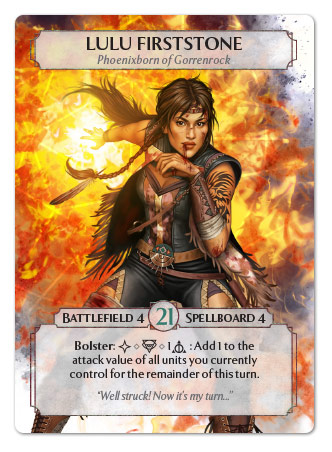 LULU FIRSTSTONE
Phoenixborn of Gorrenrock
BATTLEFIELD 4 21 SPELLBOARD 4
Bolster: 1 : Add 1 to the
attack value of all units you currently
control for the remainder of this turn.
“Well struck! Now it’s my turn...”